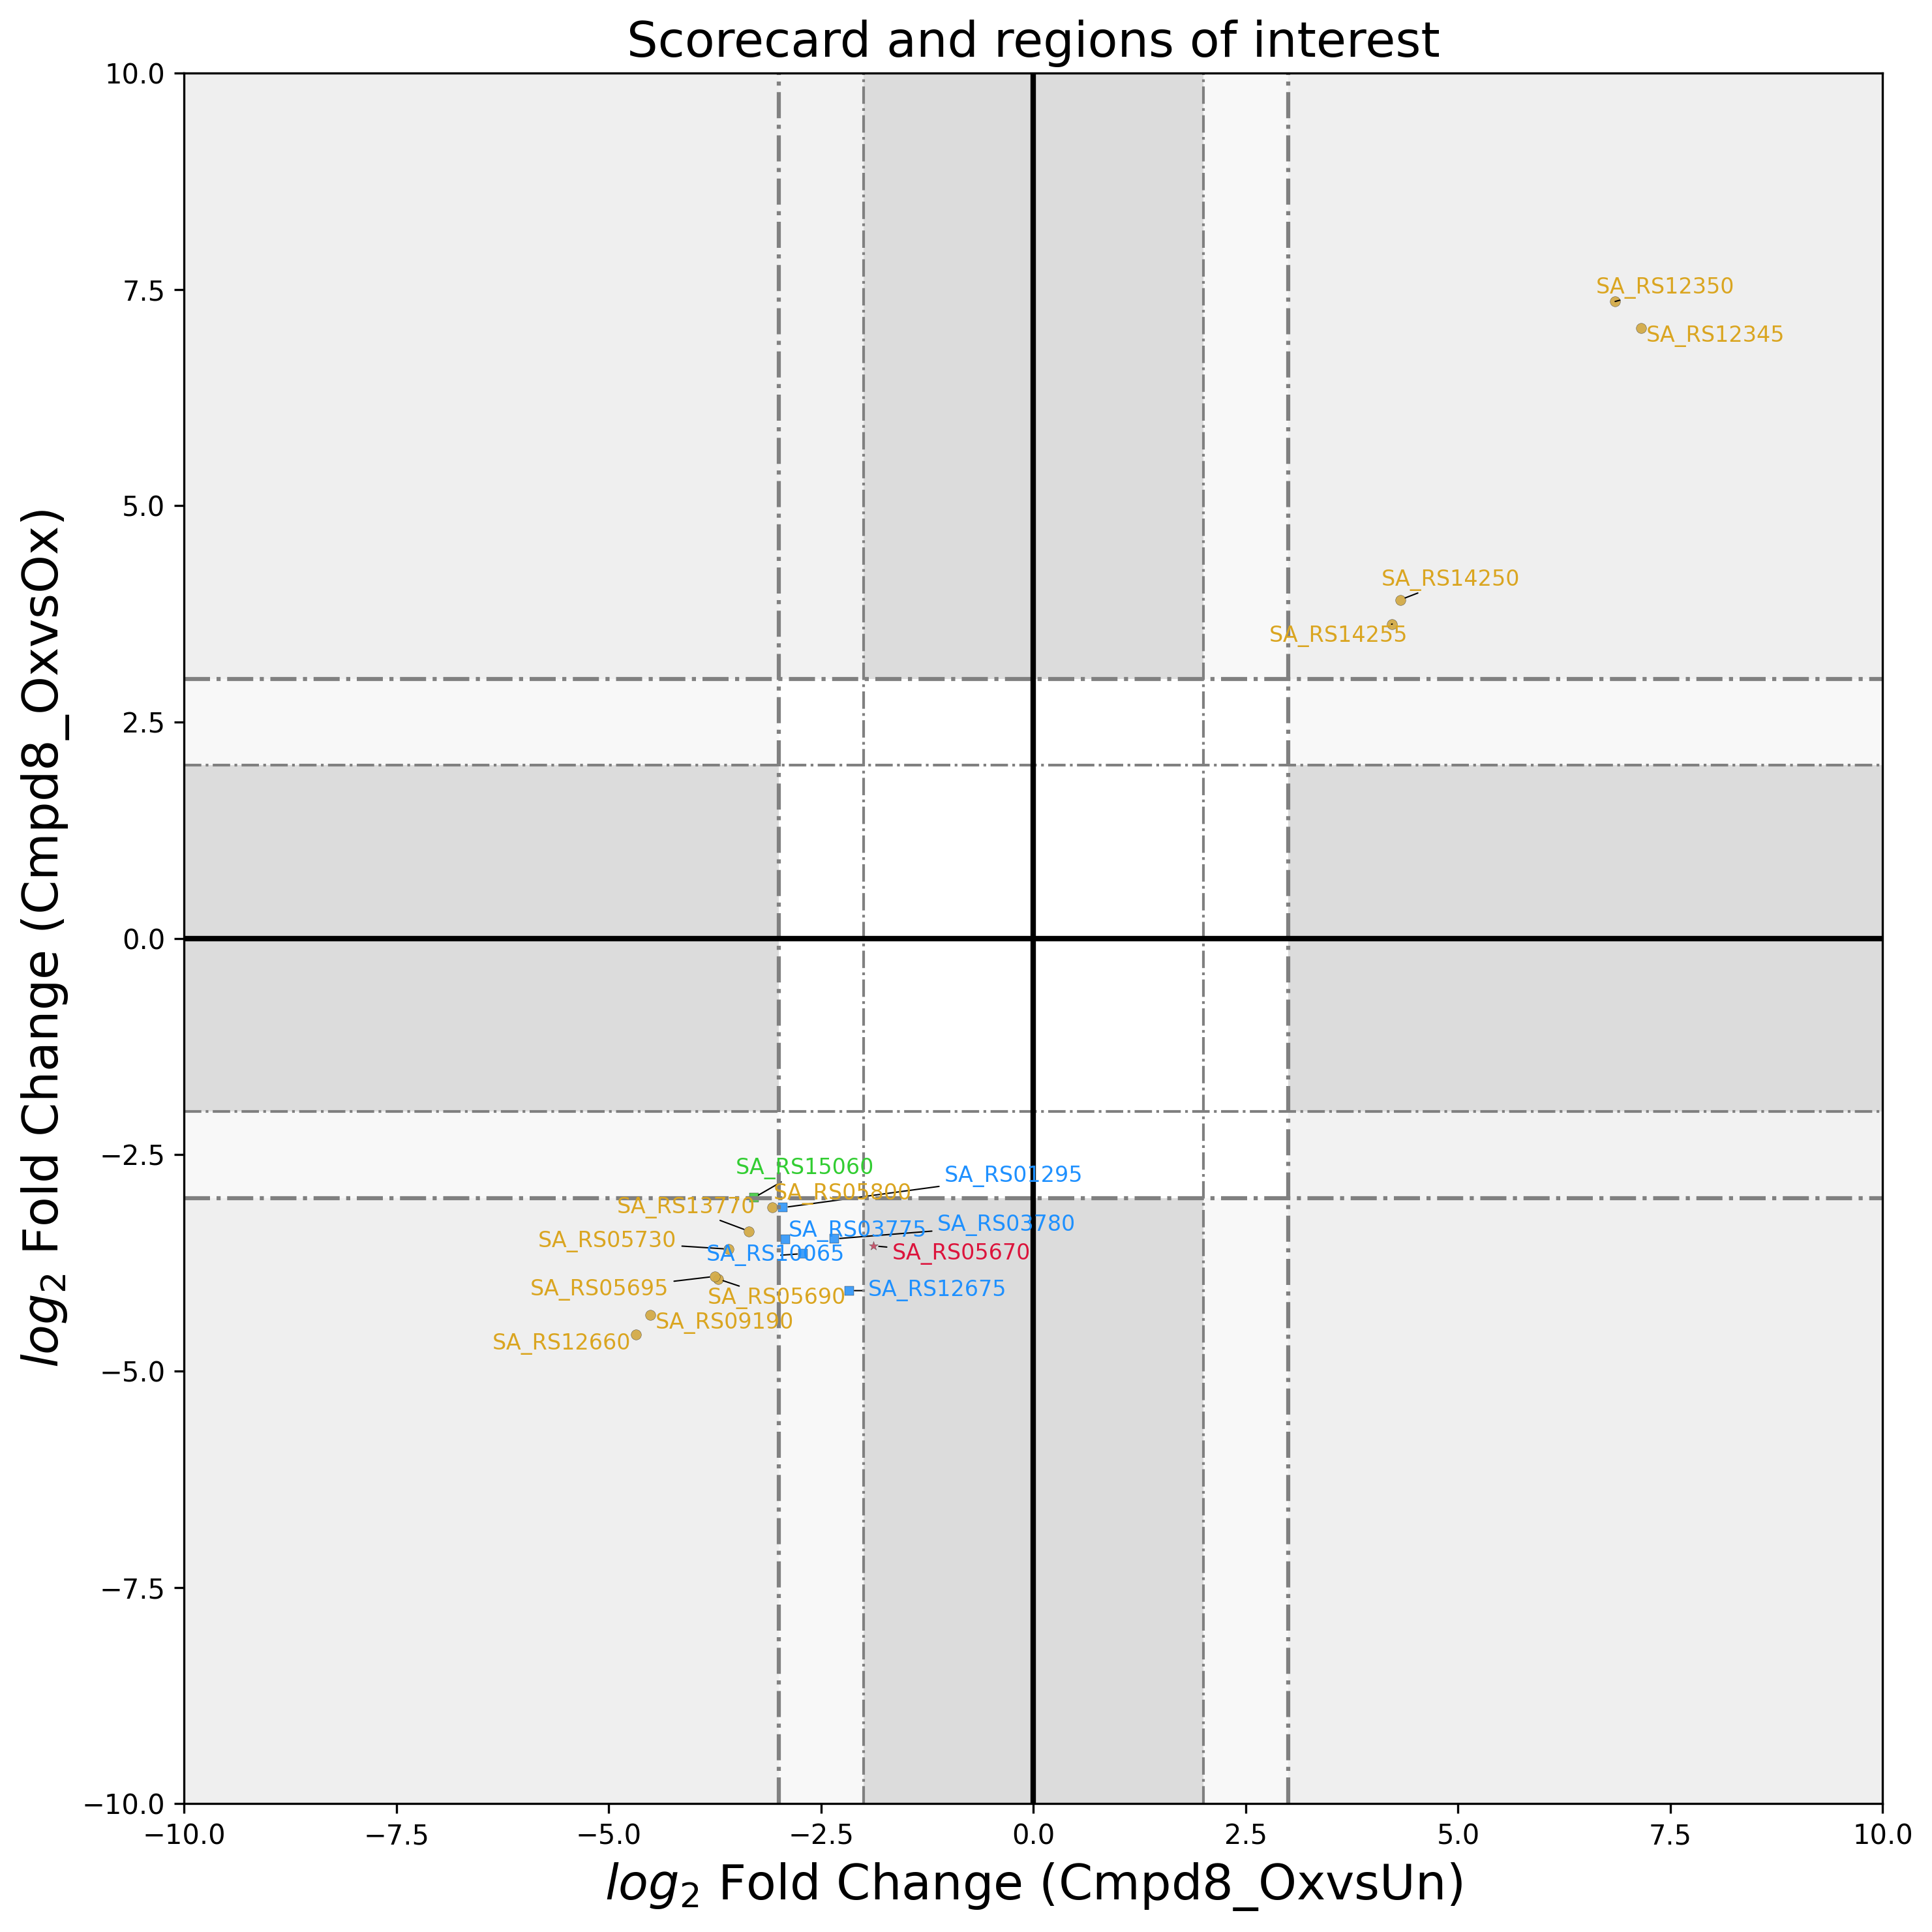 Scorecard and regions of interest
10.0
7.5
5.0
2.5
0.0
−2.5
−5.0
−7.5
−10.0
log2 Fold Change (Cmpd8_OxvsOx)
SA_RS12350
SA_RS12345
SA_RS14250
SA_RS14255
SA_RS15060
SA_RS01295
SA_RS05800
SA_RS13770
SA_RS03775
SA_RS03780
SA_RS05730
SA_RS10065
SA_RS05670
SA_RS05695
SA_RS05690
SA_RS12675
SA_RS09190
SA_RS12660
−10.0 −7.5 −5.0 −2.5 0.0 2.5 5.0 7.5 10.0
log2 Fold Change (Cmpd8_OxvsUn)